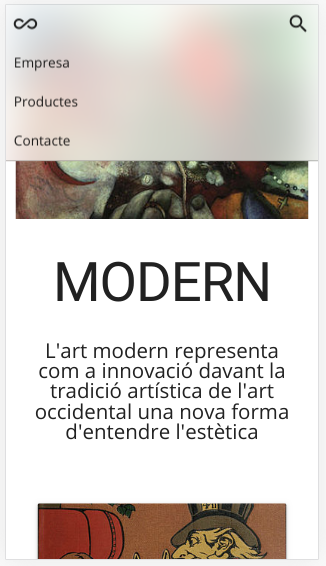 Empresa
Productes
Contacte
MODERN
L'art modern representa
com a innovació davant la
tradició artística de l'art
occidental una nova forma
d'entendre l'estètica